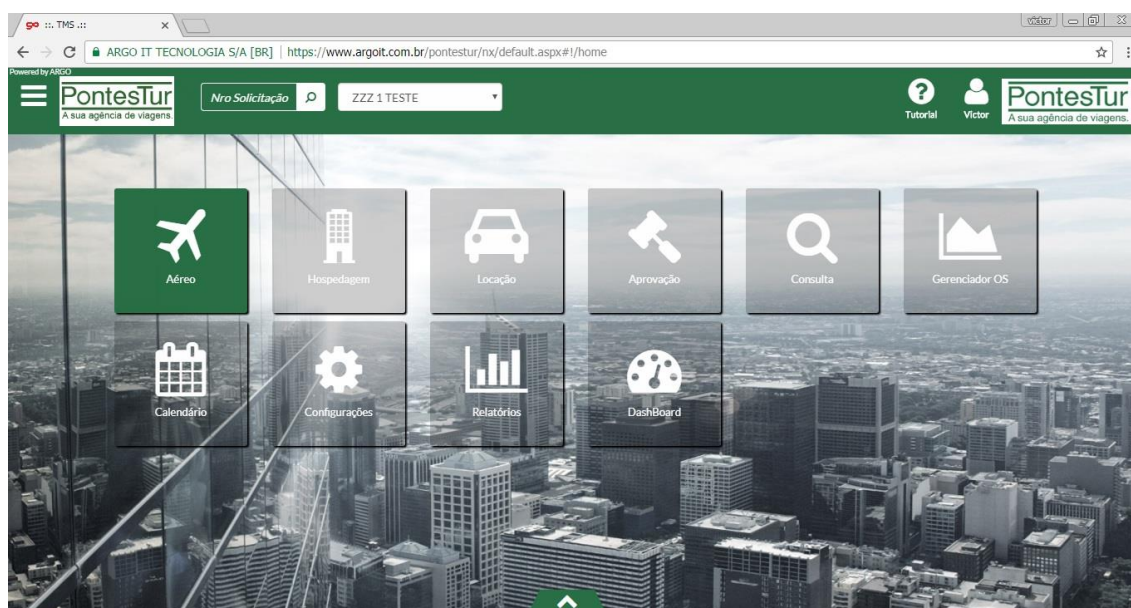 go ::. TMS .::
victor
ARGO IT TECNOLOGIA S/A [BR] | https://www.argoit.com.br/pontestur/nx/default.aspx#!/home
Powered by ARGO
PontesTur
A sua agência de viagens.
Nro Solicitação
ZZZ 1 TESTE
Tutorial
Victor
PontesTur
A sua agência de viagens.
Aéreo
Hospedagem
Locação
Aprovação
Consulta
Gerenciador OS
Calendário
Configurações
Relatórios
DashBoard